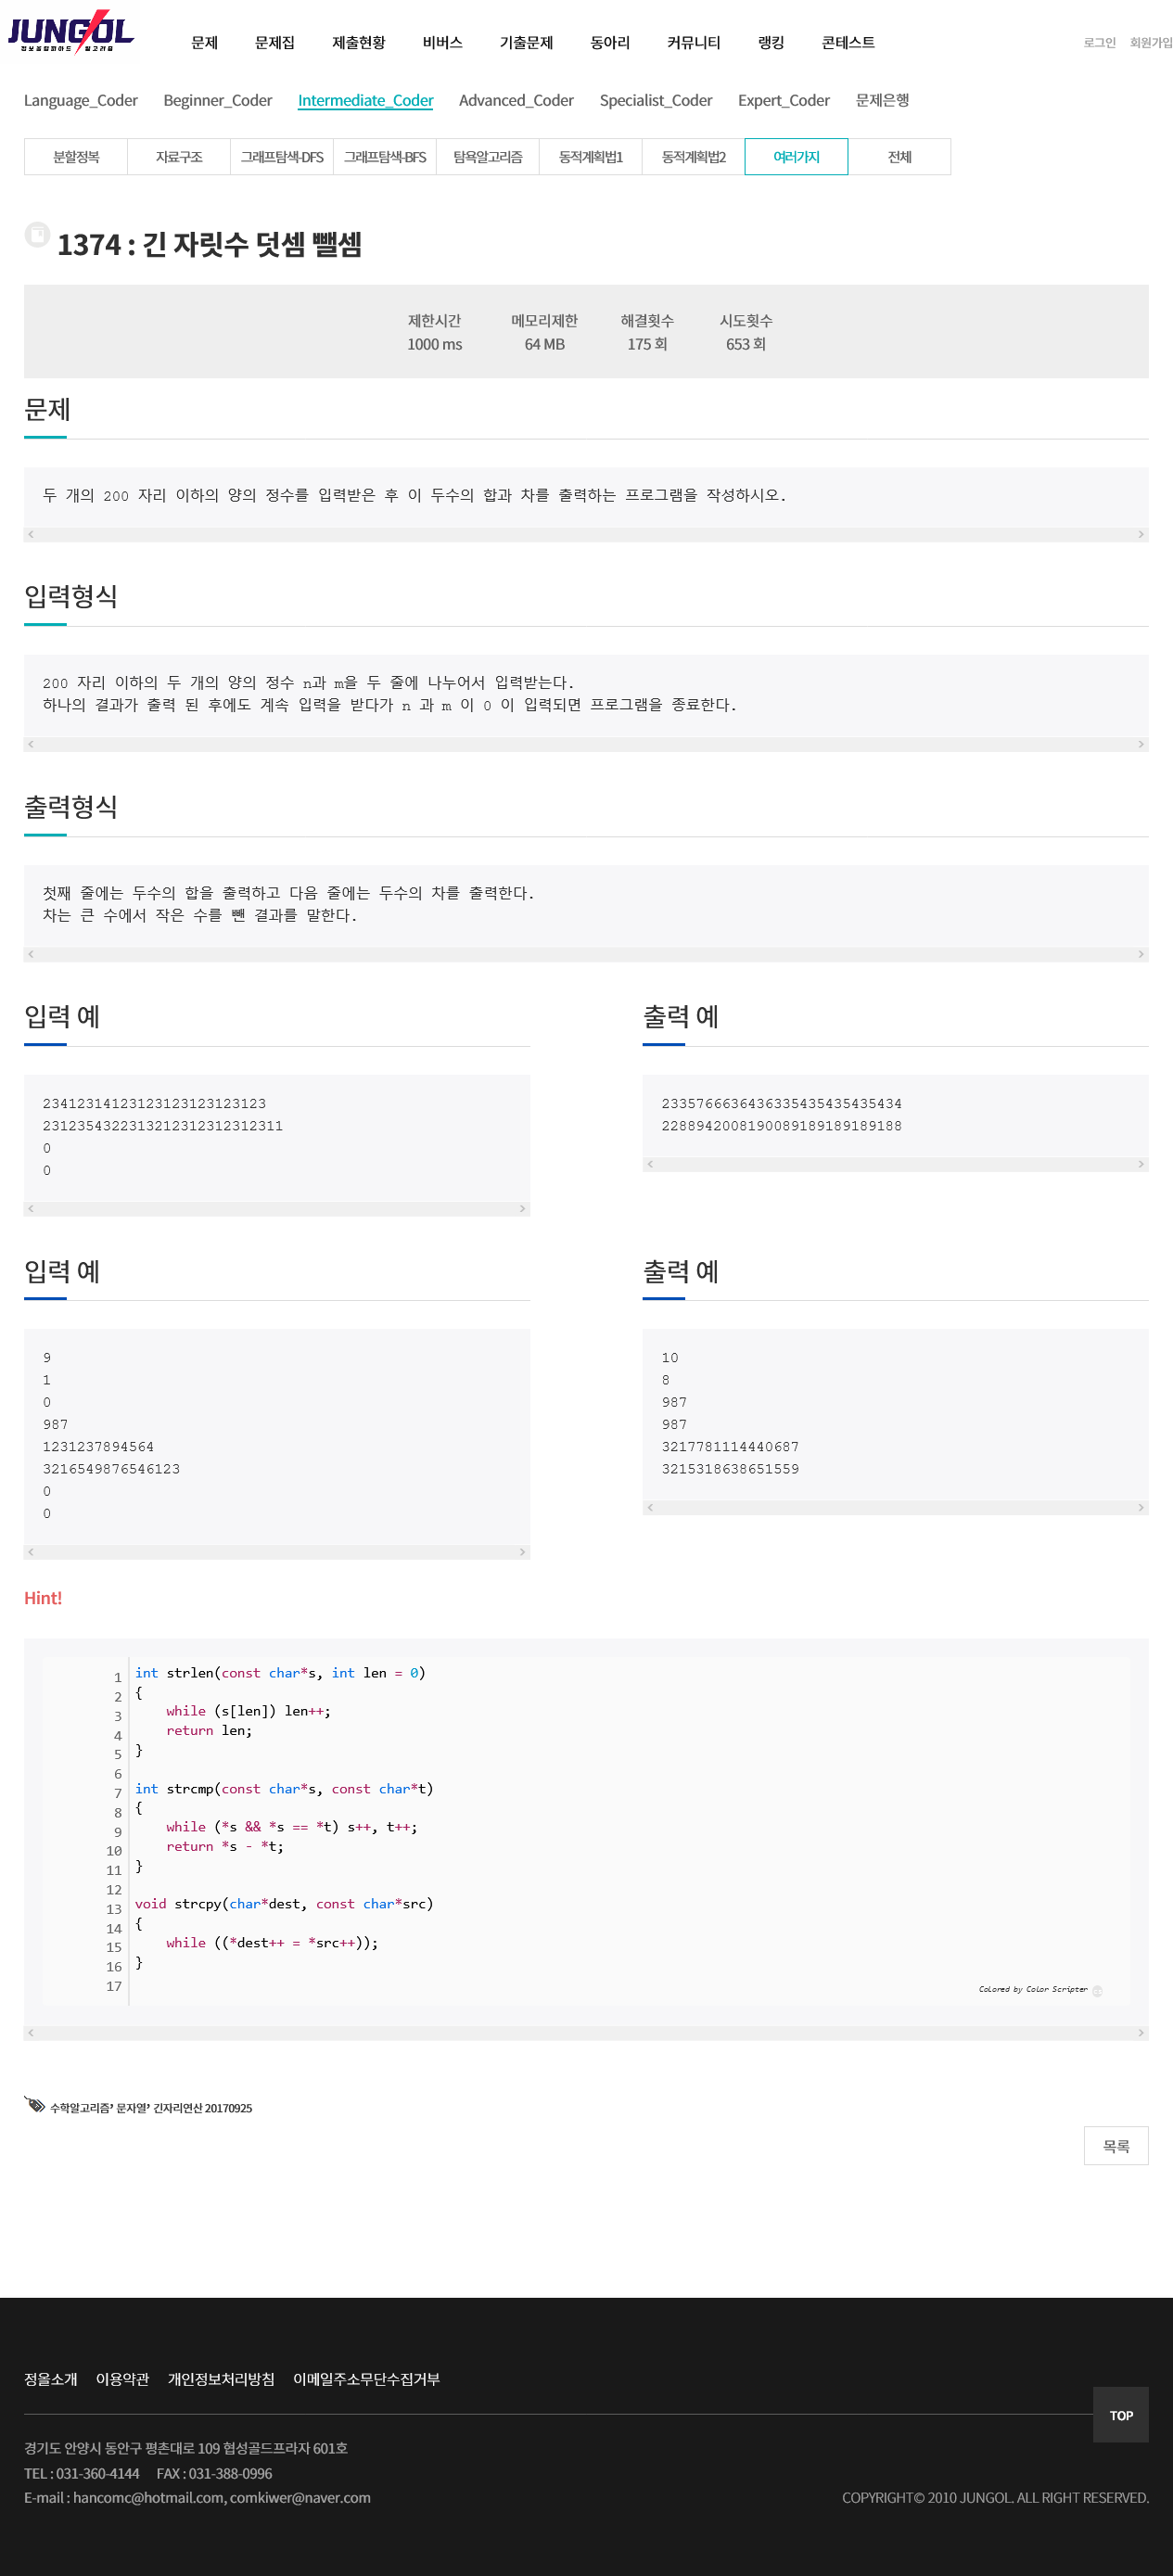 JUNGOL
정보올림피아드 알고리즘
문제 문제집 제출현황 비버스 기출문제 동아리 커뮤니티 랭킹 콘테스트 로그인 회원가입
Language_Coder Beginner_Coder Intermediate_Coder Advanced_Coder Specialist_Coder Expert_Coder 문제은행
분할정복 자료구조 그래프탐색-DFS 그래프탐색-BFS 탐욕알고리즘 동적계획법1 동적계획법2 여러가지 전체
1374 : 긴 자릿수 덧셈 뺄셈
제한시간 메모리제한 해결횟수 시도횟수
1000 ms 64 MB 175 회 653 회
문제
두 개의 200 자리 이하의 양의 정수를 입력받은 후 이 두수의 합과 차를 출력하는 프로그램을 작성하시오.
입력형식
200 자리 이하의 두 개의 양의 정수 n과 m을 두 줄에 나누어서 입력받는다.
하나의 결과가 출력 된 후에도 계속 입력을 받다가 n 과 m 이 0 이 입력되면 프로그램을 종료한다.
출력형식
첫째 줄에는 두수의 합을 출력하고 다음 줄에는 두수의 차를 출력한다.
차는 큰 수에서 작은 수를 뺀 결과를 말한다.
입력 예
23412314123123123123123123
2312354322313212312312312311
0
0
출력 예
2335766636436335435435435434
2288942008190089189189189188
입력 예
9
1
0
987
1231237894564
3216549876546123
0
0
출력 예
10
8
987
987
3217781114440687
3215318638651559
Hint!
1 int strlen(const char*s, int len = 0)
2 {
3 while (s[len]) len++;
4 return len;
5 }
6
7 int strcmp(const char*s, const char*t)
8 {
9 while (*s && *s == *t) s++, t++;
10 return *s - *t;
11 }
12
13 void strcpy(char*dest, const char*src)
14 {
15 while ((*dest++ = *src++));
16 }
17
Colored by Color Scripter
수학알고리즘’ 문자열’ 긴자리연산 20170925
목록
정올소개 이용약관 개인정보처리방침 이메일주소무단수집거부
TOP
경기도 안양시 동안구 평촌대로 109 협성골드프라자 601호
TEL : 031-360-4144 FAX : 031-388-0996
E-mail : hancomc@hotmail.com, comkiwer@naver.com
COPYRIGHT© 2010 JUNGOL. ALL RIGHT RESERVED.